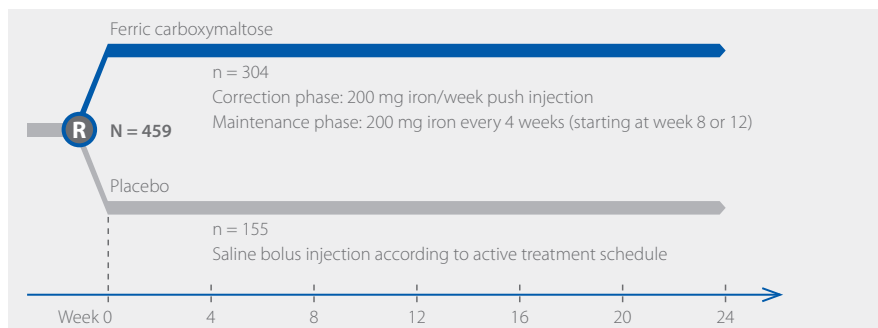 Ferric carboxymaltose
n = 304
Correction phase: 200 mg iron/week push injection
Maintenance phase: 200 mg iron every 4 weeks (starting at week 8 or 12)
R N = 459
Placebo
n = 155
Saline bolus injection according to active treatment schedule
Week 0 4 8 12 16 20 24